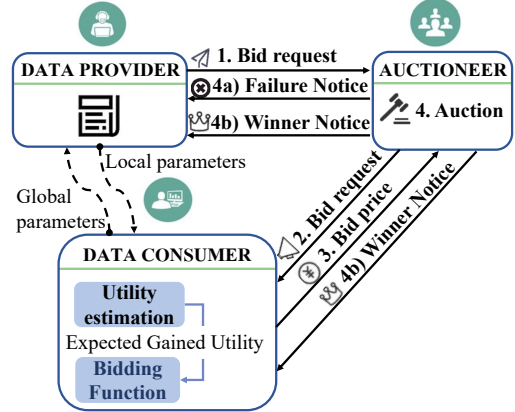 1. Bid request
DATA PROVIDER
AUCTIONEER
4a) Failure Notice
4. Auction
4b) Winner Notice
Local parameters
Global
parameters
2. Bid request
3. Bid price
4b) Winner Notice
DATA CONSUMER
Utility
estimation
Expected Gained Utility
Bidding
Function